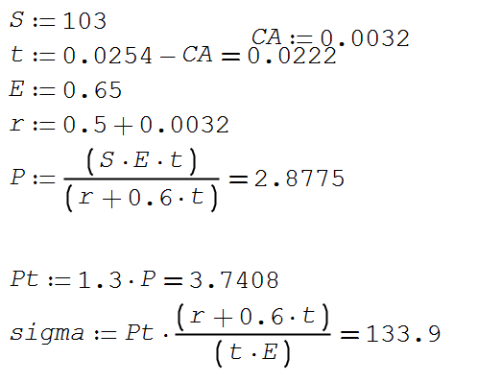 S := 103
CA := 0.0032
t := 0.0254 − CA = 0.0222
E := 0.65
r := 0.5 + 0.0032
P := (S · E · t) / (r + 0.6 · t) = 2.8775
Pt := 1.3 · P = 3.7408
sigma := Pt · (r + 0.6 · t) / (t · E) = 133.9